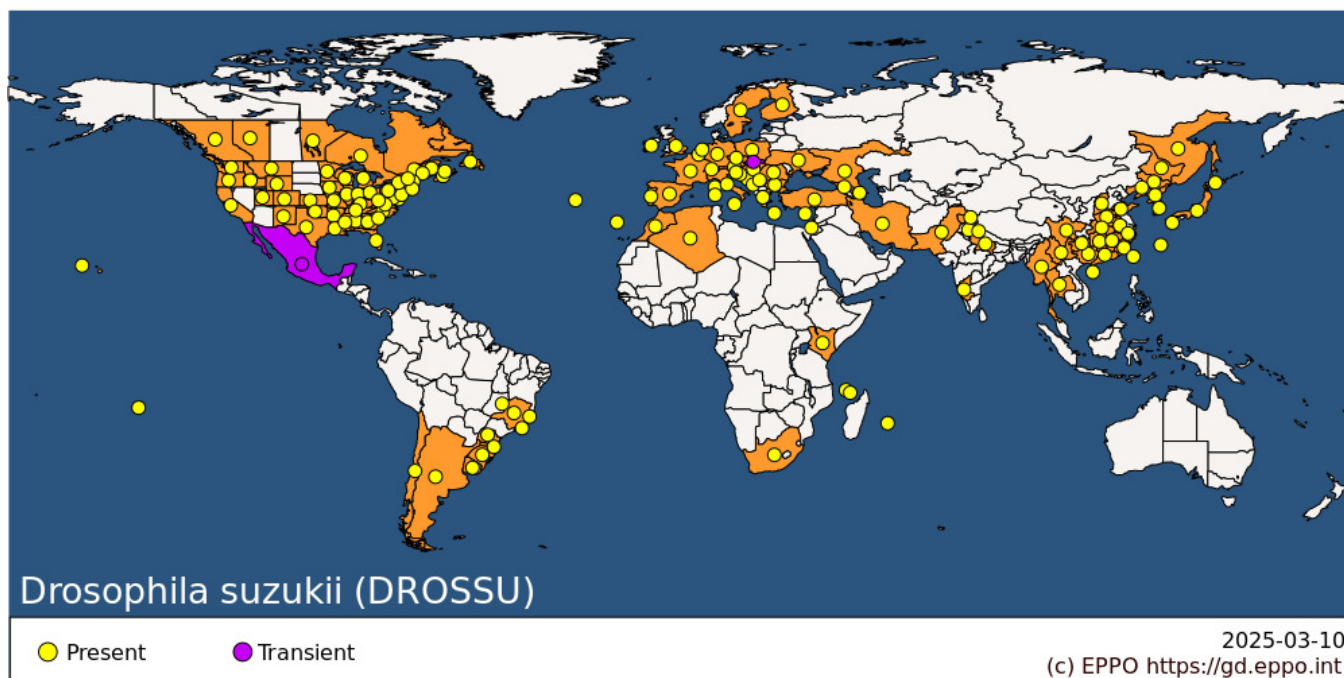 Drosophila suzukii (DROSSU)
Present
Transient
2025-03-10
(c) EPPO https://gd.eppo.int